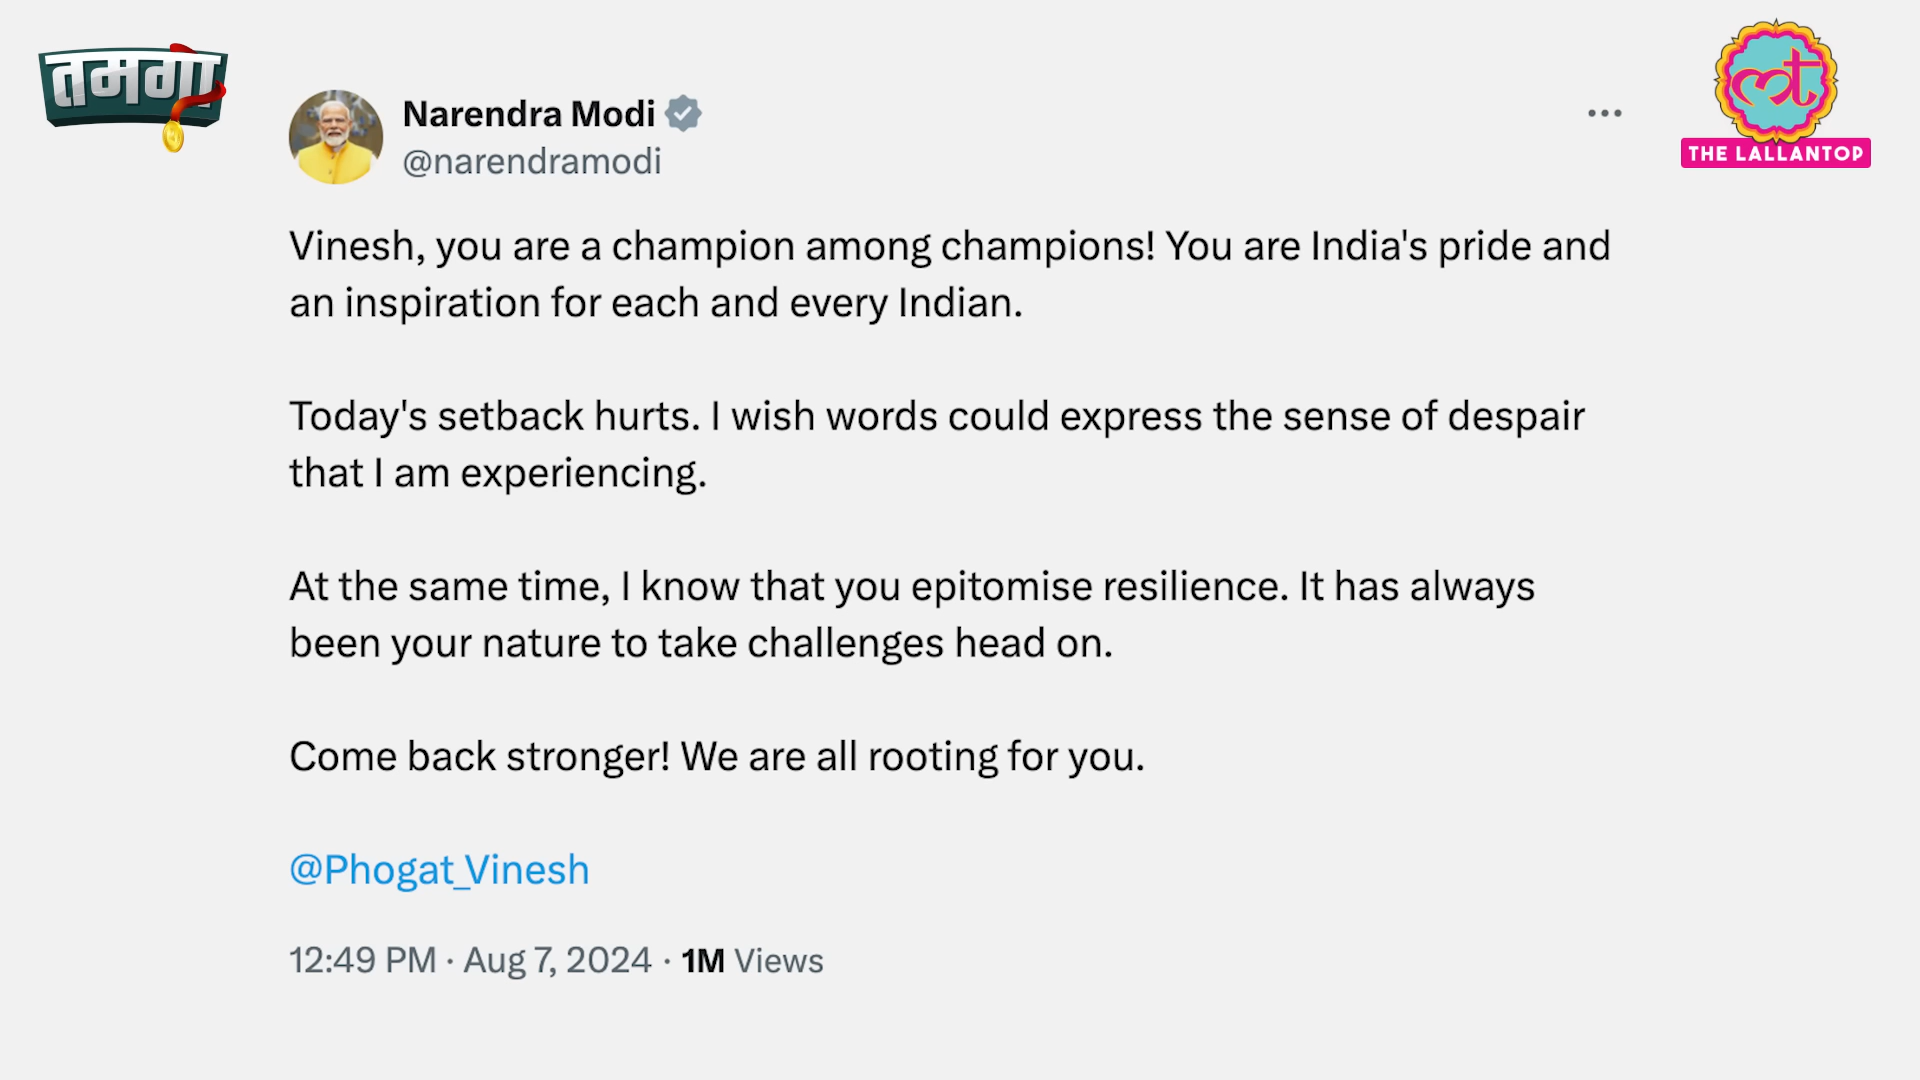 तमगा
THE LALLANTOP
Narendra Modi
@narendramodi
Vinesh, you are a champion among champions! You are India's pride and
an inspiration for each and every Indian.
Today's setback hurts. I wish words could express the sense of despair
that I am experiencing.
At the same time, I know that you epitomise resilience. It has always
been your nature to take challenges head on.
Come back stronger! We are all rooting for you.
@Phogat_Vinesh
12:49 PM · Aug 7, 2024 · 1M Views